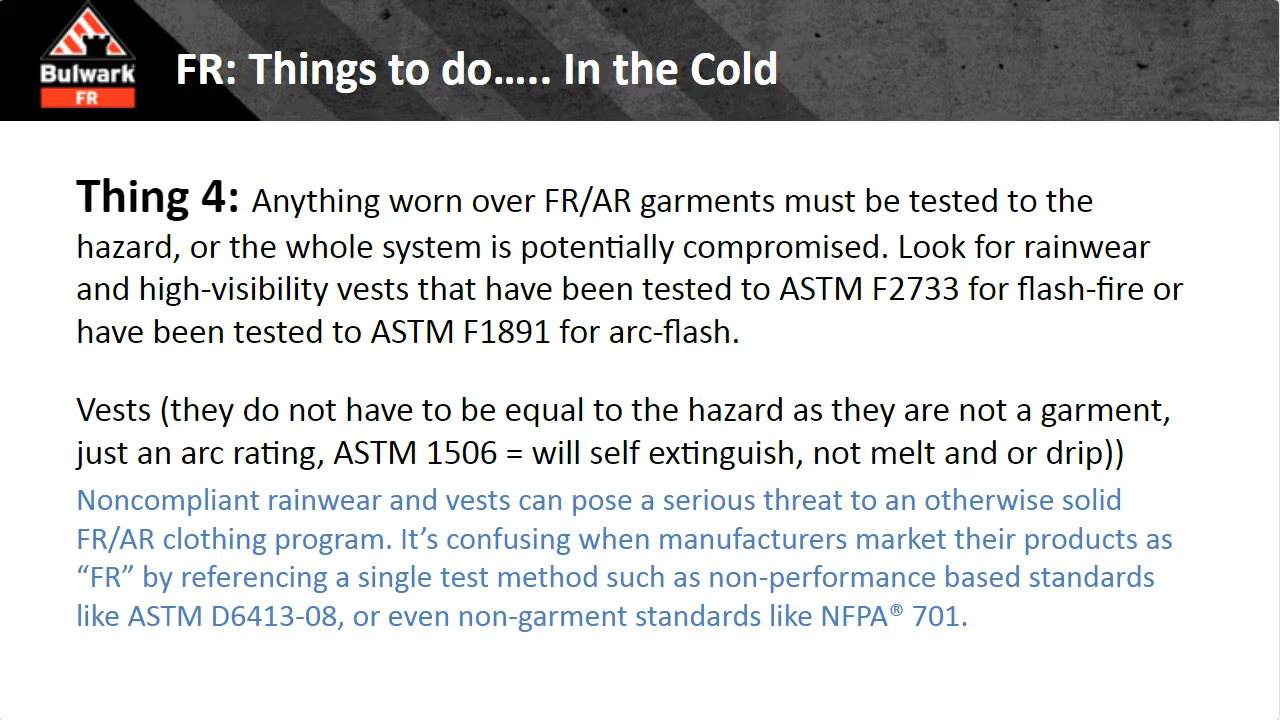 Bulwark
FR
FR: Things to do….. In the Cold
Thing 4: Anything worn over FR/AR garments must be tested to the
hazard, or the whole system is potentially compromised. Look for rainwear
and high-visibility vests that have been tested to ASTM F2733 for flash-fire or
have been tested to ASTM F1891 for arc-flash.
Vests (they do not have to be equal to the hazard as they are not a garment,
just an arc rating, ASTM 1506 = will self extinguish, not melt and or drip))
Noncompliant rainwear and vests can pose a serious threat to an otherwise solid
FR/AR clothing program. It’s confusing when manufacturers market their products as
“FR” by referencing a single test method such as non-performance based standards
like ASTM D6413-08, or even non-garment standards like NFPA® 701.